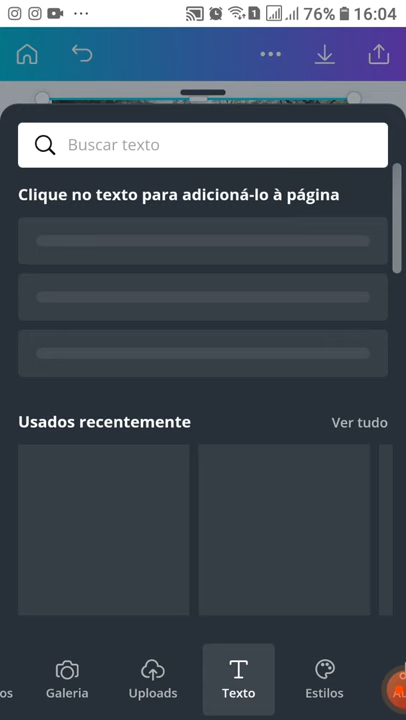 76% 16:04
Buscar texto
Clique no texto para adicioná-lo à página
Usados recentemente Ver tudo
os Galeria Uploads Texto Estilos